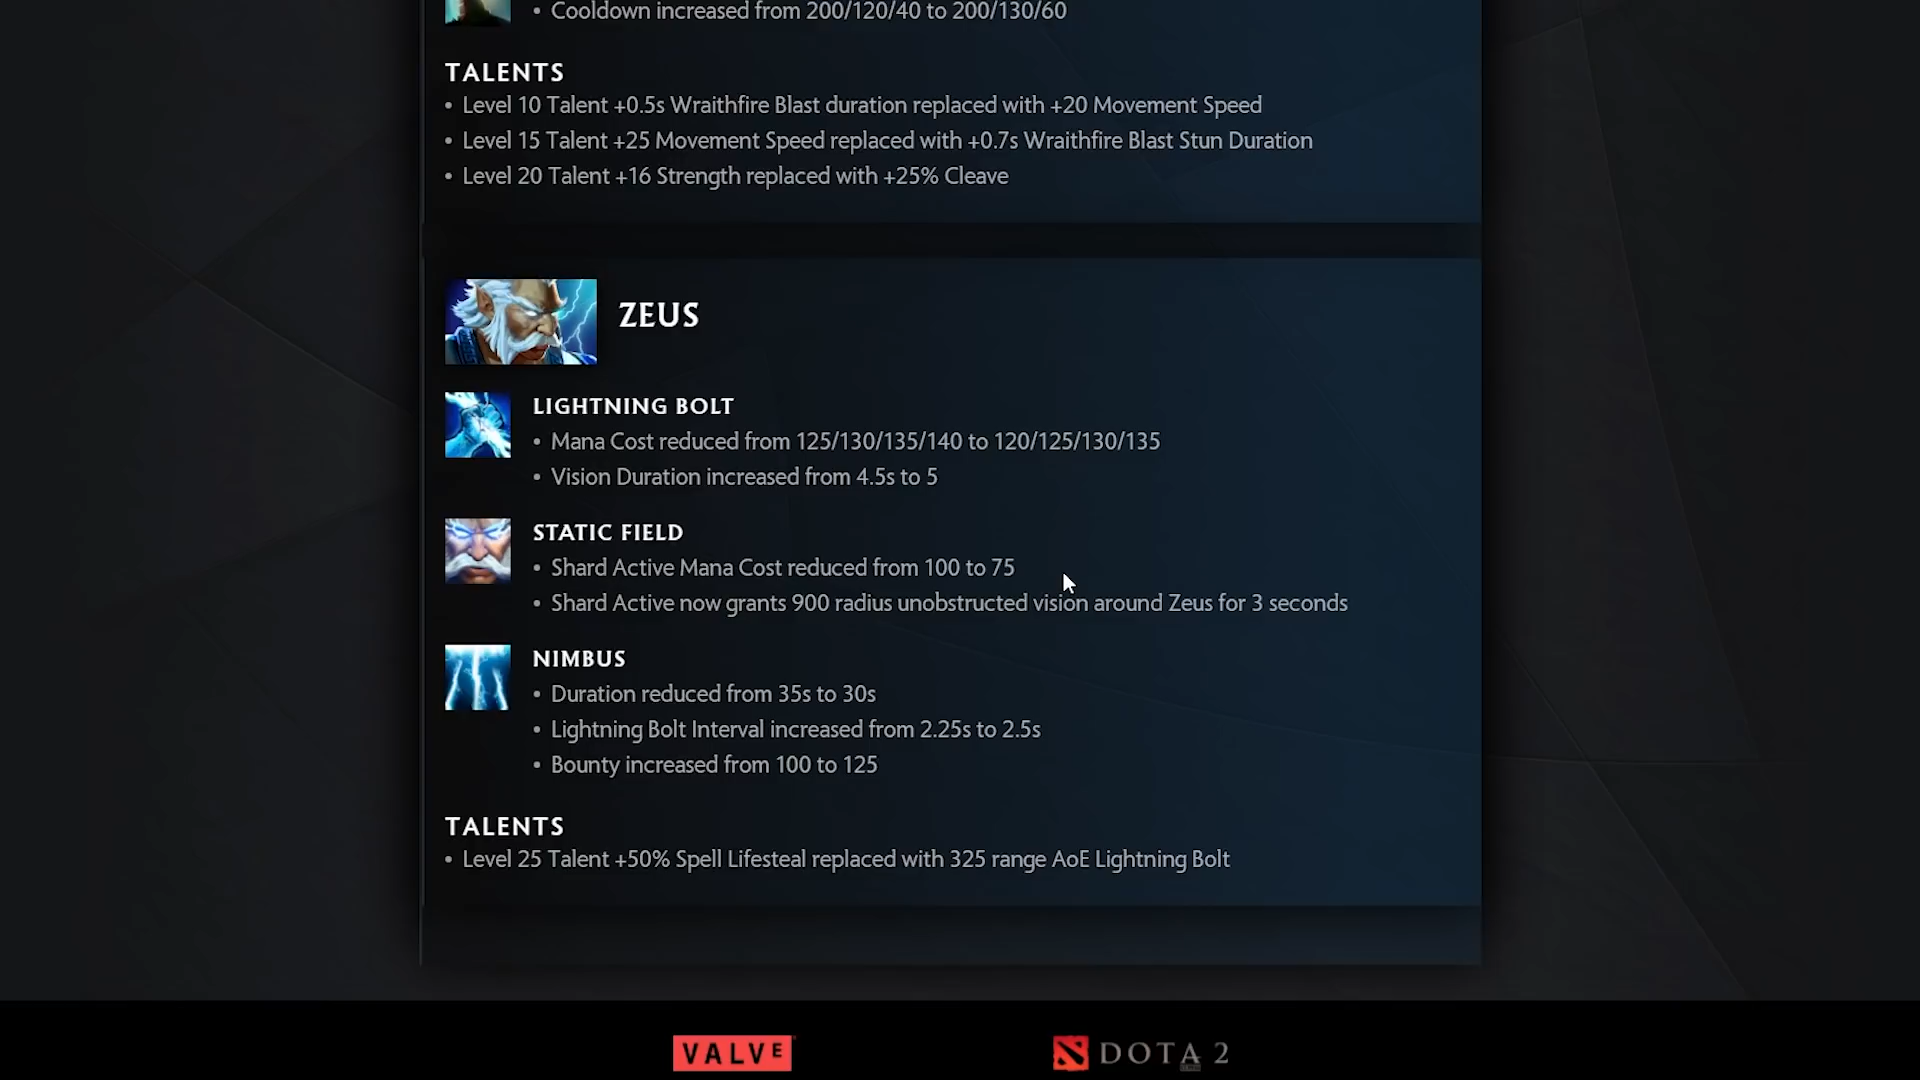 • Cooldown increased from 200/120/40 to 200/130/60
TALENTS
• Level 10 Talent +0.5s Wraithfire Blast duration replaced with +20 Movement Speed
• Level 15 Talent +25 Movement Speed replaced with +0.7s Wraithfire Blast Stun Duration
• Level 20 Talent +16 Strength replaced with +25% Cleave
ZEUS
LIGHTNING BOLT
• Mana Cost reduced from 125/130/135/140 to 120/125/130/135
• Vision Duration increased from 4.5s to 5
STATIC FIELD
• Shard Active Mana Cost reduced from 100 to 75
• Shard Active now grants 900 radius unobstructed vision around Zeus for 3 seconds
NIMBUS
• Duration reduced from 35s to 30s
• Lightning Bolt Interval increased from 2.25s to 2.5s
• Bounty increased from 100 to 125
TALENTS
• Level 25 Talent +50% Spell Lifesteal replaced with 325 range AoE Lightning Bolt
VALVE
DOTA 2